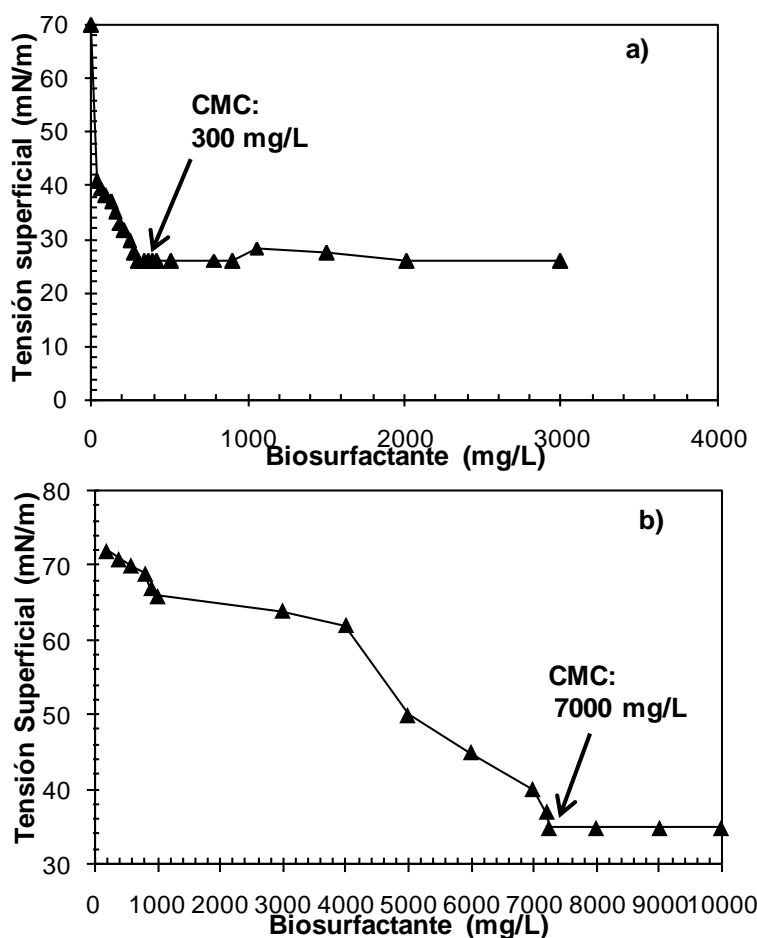 a)
CMC:
300 mg/L
Tensión superficial (mN/m)
70
60
50
40
30
20
10
0
0 1000 2000 3000 4000
Biosurfactante (mg/L)
b)
CMC:
7000 mg/L
Tensión Superficial (mN/m)
80
70
60
50
40
30
0 1000 2000 3000 4000 5000 6000 7000 8000 9000 10000
Biosurfactante (mg/L)